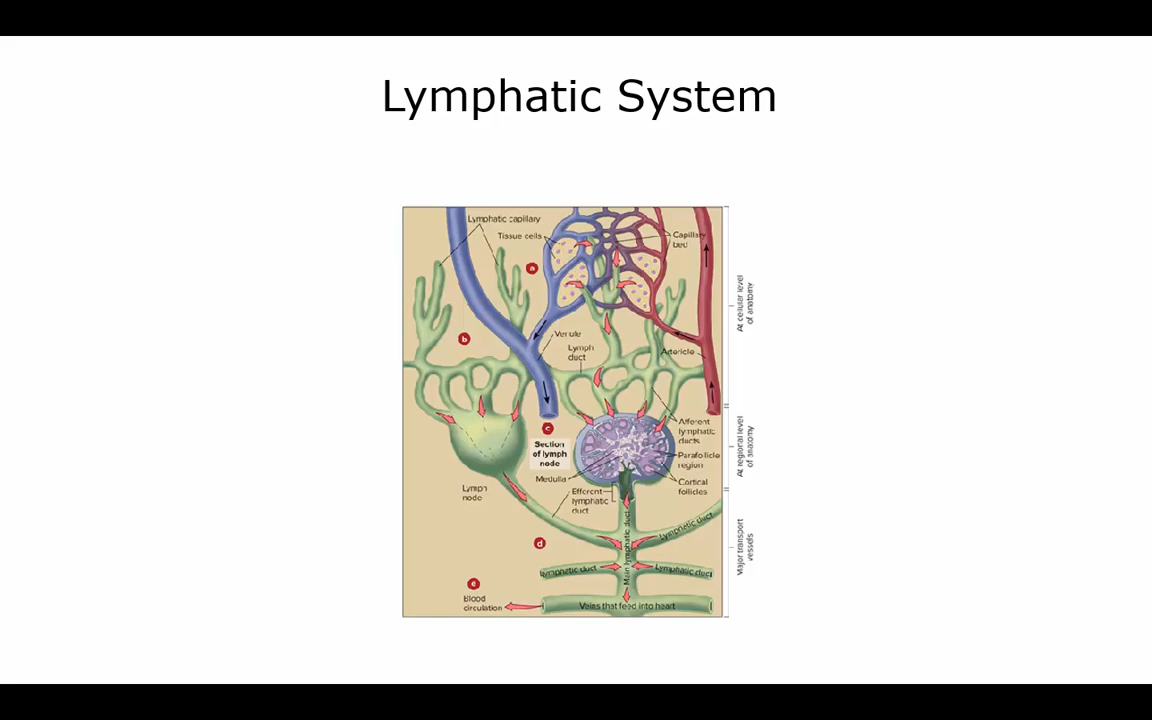 Lymphatic System
Lymphatic capillary
Tissue cells
Capillary
bed
a
b
Venule
Lymph
duct
Arteriole
At cellular level
of anatomy
c
Section
of lymph
node
Afferent
lymphatic
ducts
Parafollicle
region
Medulla
Cortical
follicles
Lymph
node
Efferent
lymphatic
duct
At regional level
of anatomy
Lymphatic duct
Main lymphatic duct
d
Lymphatic duct
Lymphatic duct
e
Blood
circulation
Veins that feed into heart
Major transport
vessels